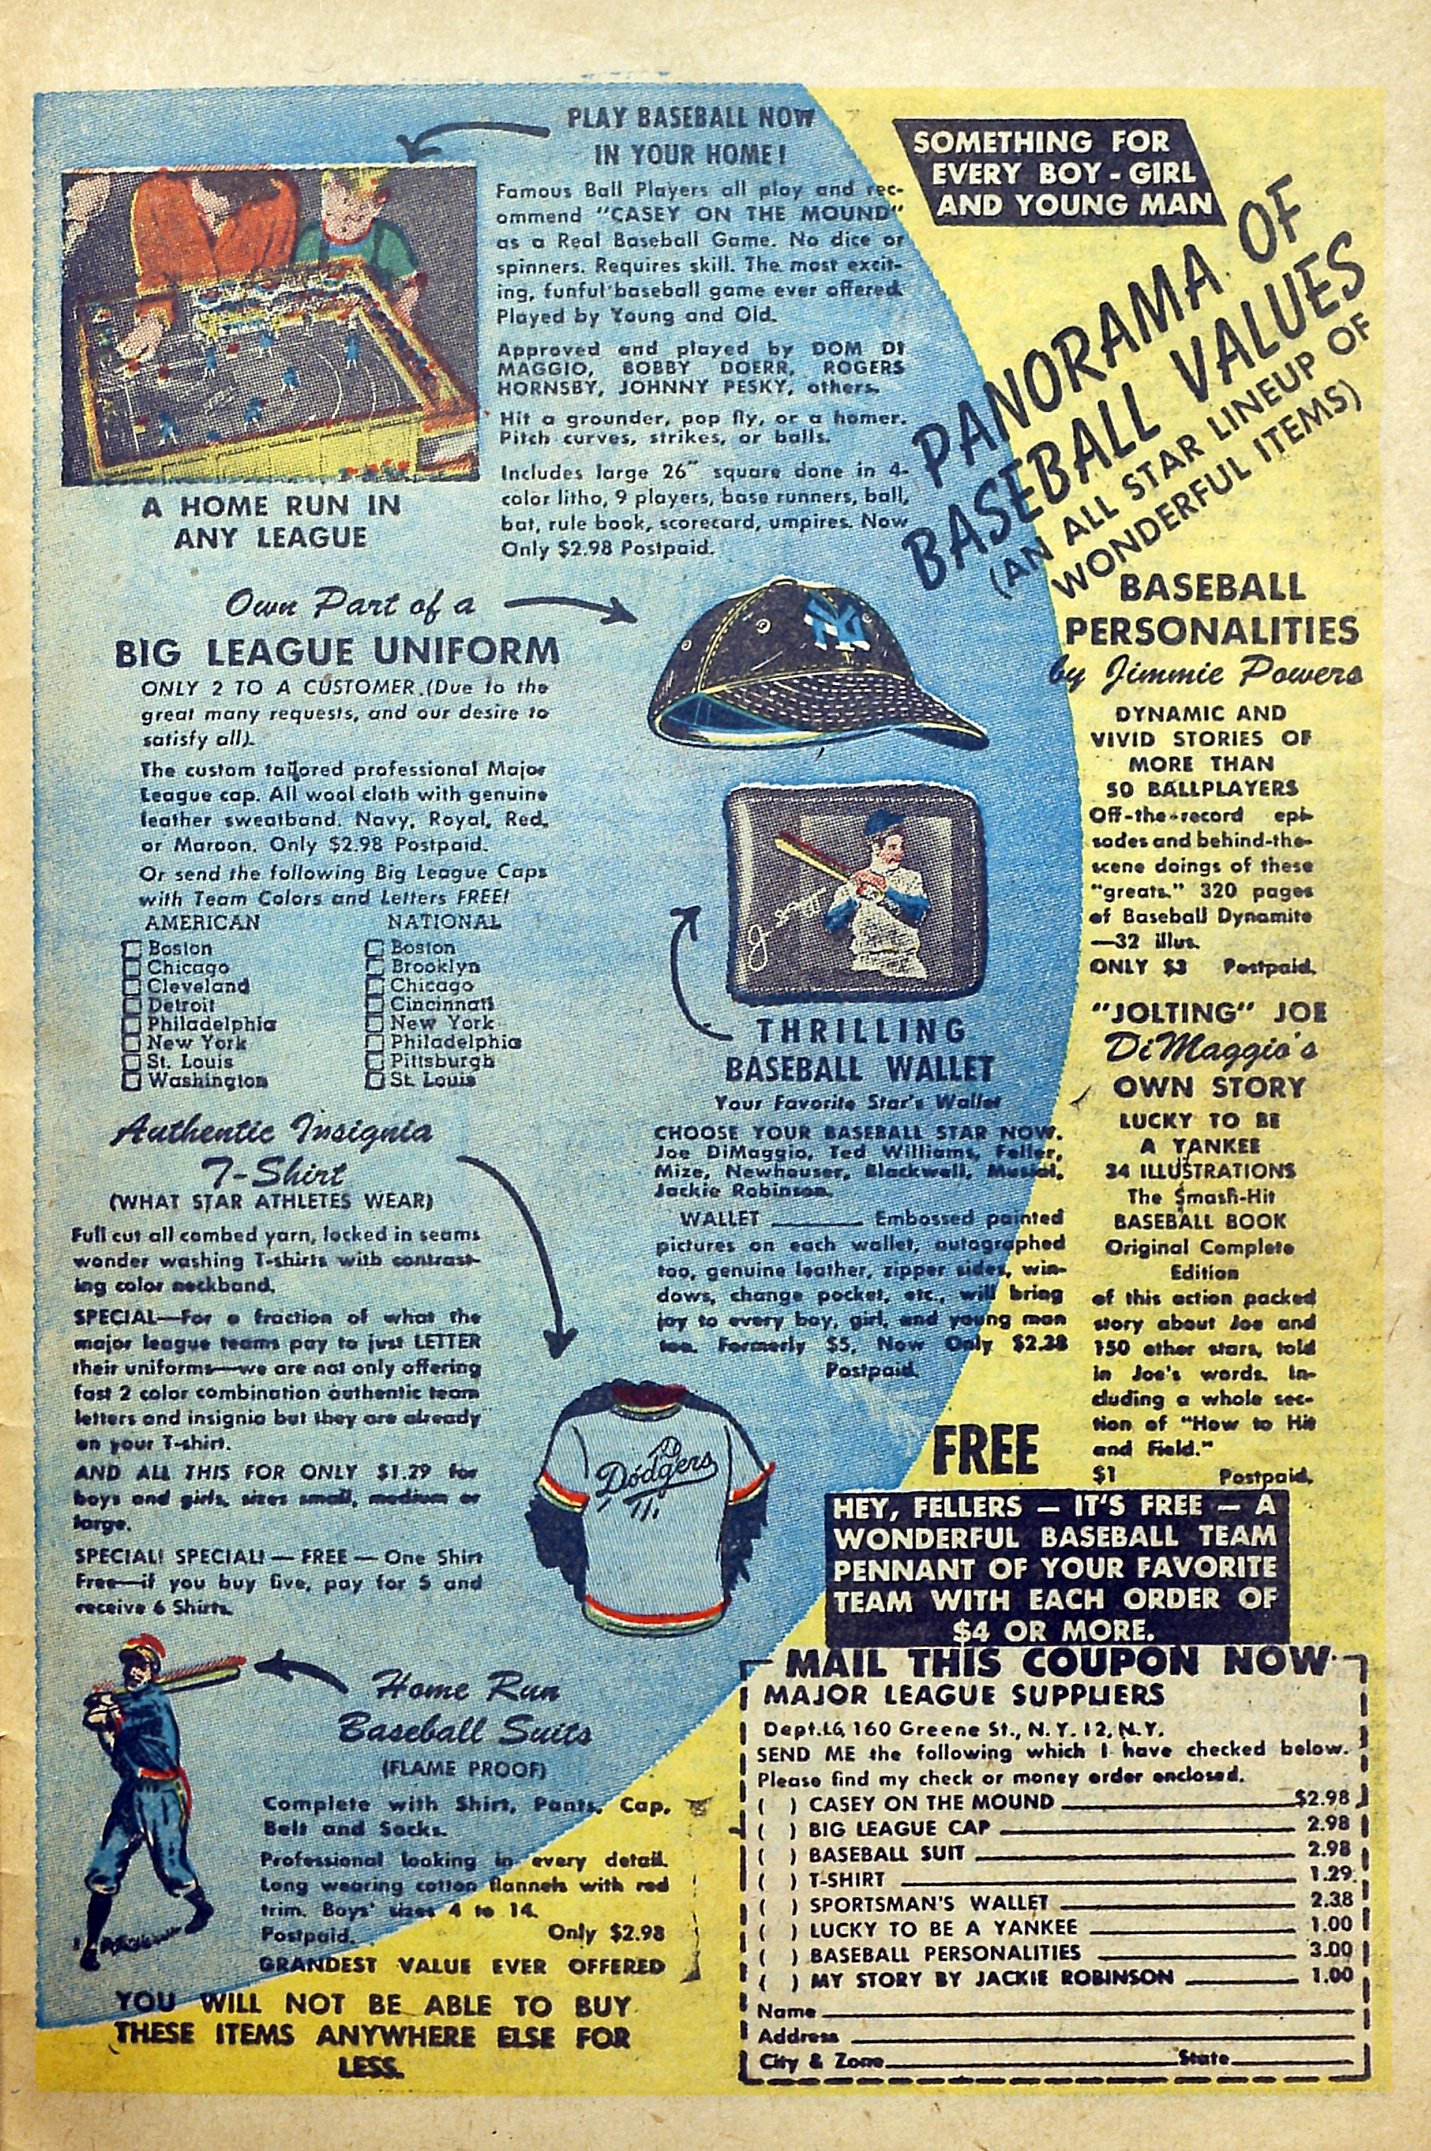 PLAY BASEBALL NOW
IN YOUR HOME!
Famous Ball Players all play and rec-
ommend "CASEY ON THE MOUND"
as a Real Baseball Game. No dice or
spinners. Requires skill. The most excit-
ing, funful baseball game ever offered.
Played by Young and Old.
Approved and played by DOM DI
MAGGIO, BOBBY DOERR, ROGERS
HORNSBY, JOHNNY PESKY, others.
Hit a grounder, pop fly, or a homer.
Pitch curves, strikes, or balls.
Includes large 26" square done in 4-
color litho, 9 players, base runners, ball,
bat, rule book, scorecard, umpires. Now
Only $2.98 Postpaid.
A HOME RUN IN
ANY LEAGUE
SOMETHING FOR
EVERY BOY - GIRL
AND YOUNG MAN
PANORAMA OF
BASEBALL VALUES
(AN ALL STAR LINEUP OF
WONDERFUL ITEMS)
Own Part of a
BIG LEAGUE UNIFORM
ONLY 2 TO A CUSTOMER. (Due to the
great many requests, and our desire to
satisfy all).
The custom tailored professional Major
League cap. All wool cloth with genuine
leather sweatband. Navy, Royal, Red,
or Maroon. Only $2.98 Postpaid.
Or send the following Big League Caps
with Team Colors and Letters FREE!
AMERICAN
Boston
Chicago
Cleveland
Detroit
Philadelphia
New York
St. Louis
Washington
NATIONAL
Boston
Brooklyn
Chicago
Cincinnati
New York
Philadelphia
Pittsburgh
St. Louis
NY
THRILLING
BASEBALL WALLET
Your Favorite Star's Wallet
CHOOSE YOUR BASEBALL STAR NOW.
Joe DiMaggio, Ted Williams, Feller,
Mize, Newhouser, Blackwell, Musial,
Jackie Robinson.
WALLET ________ Embossed painted
pictures on each wallet, autographed
too, genuine leather, zipper sides, win-
dows, change pocket, etc., will bring
joy to every boy, girl, and young man
too. Formerly $5, Now Only $2.38
Postpaid.
BASEBALL
PERSONALITIES
by Jimmie Powers
DYNAMIC AND
VIVID STORIES OF
MORE THAN
50 BALLPLAYERS
Off-the-record epi-
sodes and behind-the-
scene doings of these
"greats." 320 pages
of Baseball Dynamite
—32 illus.
ONLY $3 Postpaid.
"JOLTING" JOE
DiMaggio's
OWN STORY
LUCKY TO BE
A YANKEE
34 ILLUSTRATIONS
The Smash-Hit
BASEBALL BOOK
Original Complete
Edition
of this action packed
story about Joe and
150 other stars, told
in Joe's words. In-
cluding a whole sec-
tion of "How to Hit
and Field."
$1 Postpaid.
Authentic Insignia
T-Shirt
(WHAT STAR ATHLETES WEAR)
Full cut all combed yarn, locked in seams
wonder washing T-shirts with contrast-
ing color neckband.
SPECIAL—For a fraction of what the
major league teams pay to just LETTER
their uniforms—we are not only offering
fast 2 color combination authentic team
letters and insignia but they are already
on your T-shirt.
AND ALL THIS FOR ONLY $1.29 for
boys and girls, sizes small, medium or
large.
SPECIAL! SPECIAL! — FREE — One Shirt
Free—if you buy five, pay for 5 and
receive 6 Shirts.
Dodgers
Home Run
Baseball Suits
(FLAME PROOF)
Complete with Shirt, Pants, Cap,
Belt and Socks.
Professional looking in every detail.
Long wearing cotton flannels with red
trim. Boys' sizes 4 to 14.
Postpaid. Only $2.98
GRANDEST VALUE EVER OFFERED
YOU WILL NOT BE ABLE TO BUY
THESE ITEMS ANYWHERE ELSE FOR
LESS.
FREE
HEY, FELLERS — IT'S FREE — A
WONDERFUL BASEBALL TEAM
PENNANT OF YOUR FAVORITE
TEAM WITH EACH ORDER OF
$4 OR MORE.
MAIL THIS COUPON NOW
MAJOR LEAGUE SUPPLIERS
Dept. LG, 160 Greene St., N. Y. 12, N.Y.
SEND ME the following which I have checked below.
Please find my check or money order enclosed.
( ) CASEY ON THE MOUND ________ $2.98
( ) BIG LEAGUE CAP ________ 2.98
( ) BASEBALL SUIT ________ 2.98
( ) T-SHIRT ________ 1.29
( ) SPORTSMAN'S WALLET ________ 2.38
( ) LUCKY TO BE A YANKEE ________ 1.00
( ) BASEBALL PERSONALITIES ________ 3.00
( ) MY STORY BY JACKIE ROBINSON ________ 1.00
Name ________
Address ________
City & Zone ________ State ________